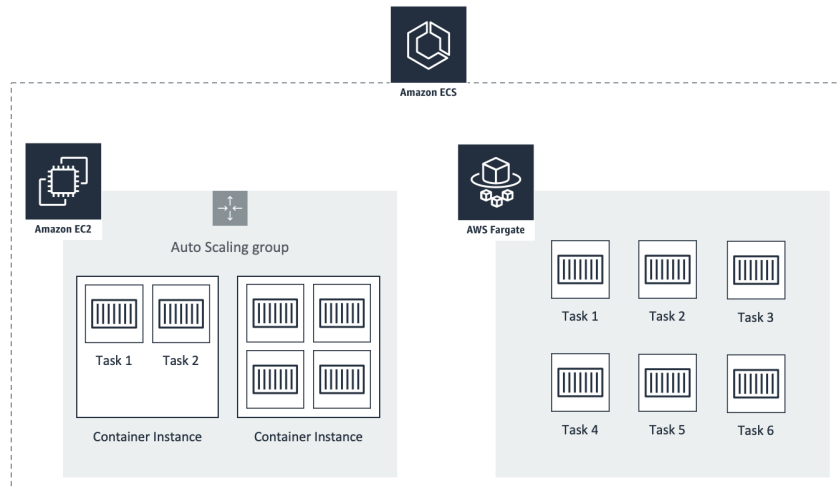 Amazon ECS
Amazon EC2
Auto Scaling group
Task 1
Task 2
Container Instance
Container Instance
AWS Fargate
Task 1
Task 2
Task 3
Task 4
Task 5
Task 6